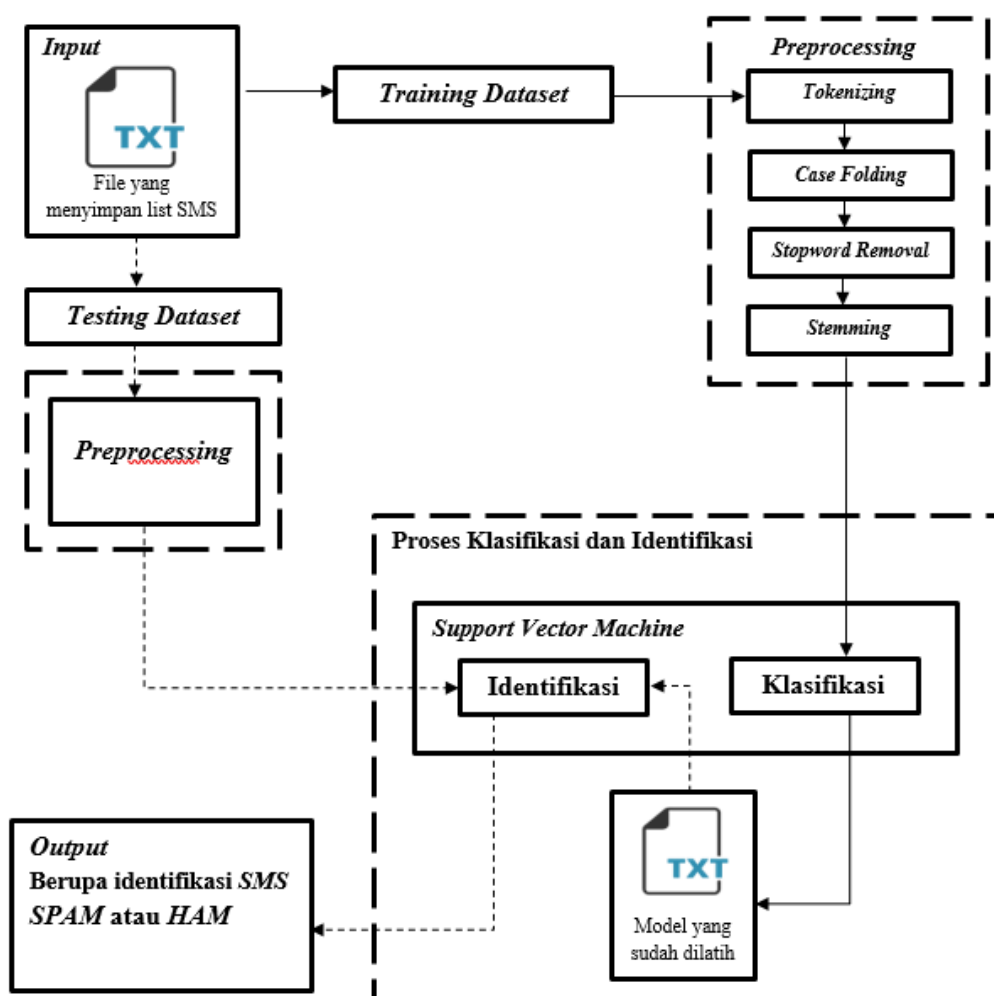 Input
TXT
File yang
menyimpan list SMS
Training Dataset
Preprocessing
Tokenizing
Case Folding
Stopword Removal
Stemming
Testing Dataset
Preprocessing
Proses Klasifikasi dan Identifikasi
Support Vector Machine
Identifikasi
Klasifikasi
TXT
Model yang
sudah dilatih
Output
Berupa identifikasi SMS
SPAM atau HAM